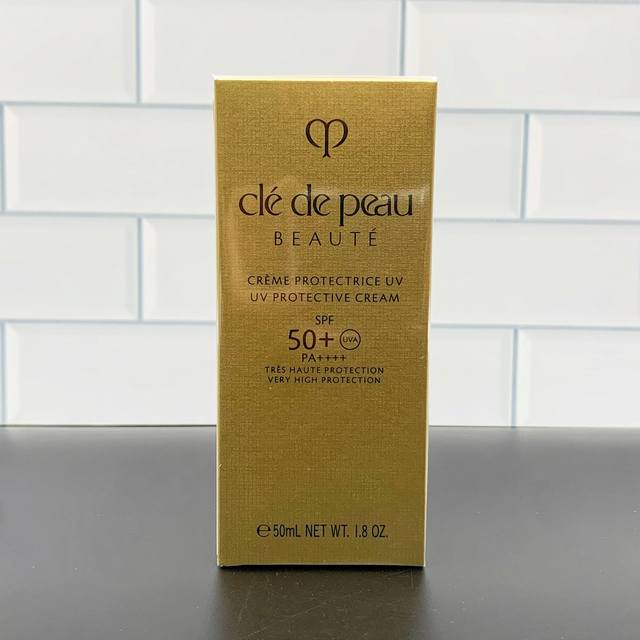 clé de peau
BEAUTÉ
CRÈME PROTECTRICE UV
UV PROTECTIVE CREAM
SPF
50+ UVA
PA++++
TRÈS HAUTE PROTECTION
VERY HIGH PROTECTION
℮50mL NET WT. 1.8 OZ.